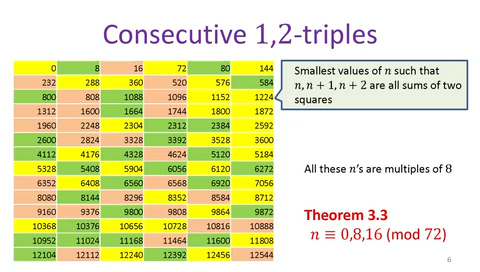 Consecutive 1,2-triples
0 8 16 72 80 144
232 288 360 520 576 584
800 808 1088 1096 1152 1224
1312 1600 1664 1744 1800 1872
1960 2248 2304 2312 2384 2592
2600 2824 3328 3392 3528 3600
4112 4176 4328 4624 5120 5184
5328 5408 5904 6056 6120 6272
6352 6408 6560 6568 6920 7056
8080 8144 8296 8352 8584 8712
9160 9376 9800 9808 9864 9872
10368 10376 10656 10728 10816 10888
10952 11024 11168 11464 11600 11808
12104 12112 12240 12392 12456 12544
Smallest values of n such that
n, n + 1, n + 2 are all sums of two
squares
All these n's are multiples of 8
Theorem 3.3
n ≡ 0,8,16 (mod 72)
6